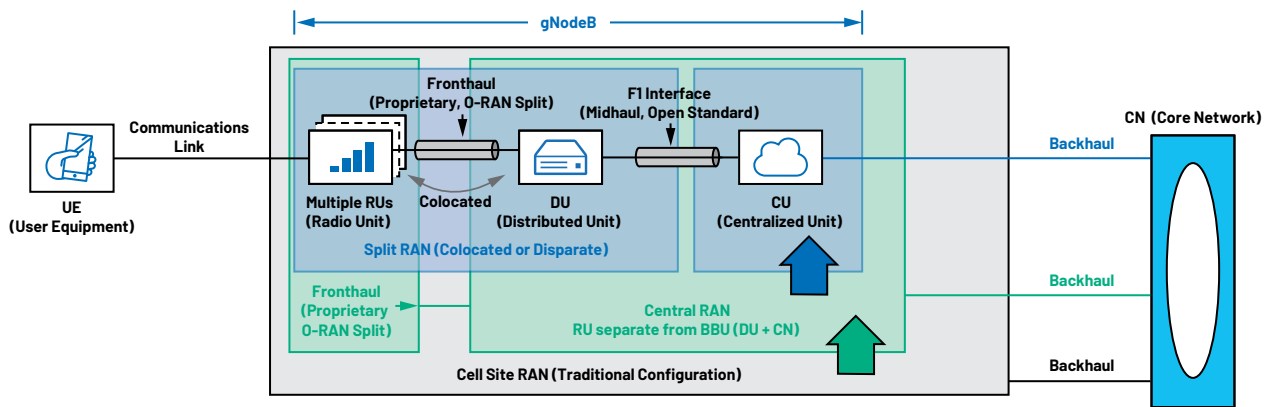 gNodeB
Fronthaul
(Proprietary, O-RAN Split)
F1 Interface
(Midhaul, Open Standard)
CN (Core Network)
Communications
Link
Backhaul
UE
(User Equipment)
Multiple RUs
(Radio Unit)
Colocated
DU
(Distributed Unit)
CU
(Centralized Unit)
Split RAN (Colocated or Disparate)
Fronthaul
(Proprietary
O-RAN Split)
Central RAN
RU separate from BBU (DU + CN)
Backhaul
Cell Site RAN (Traditional Configuration)
Backhaul